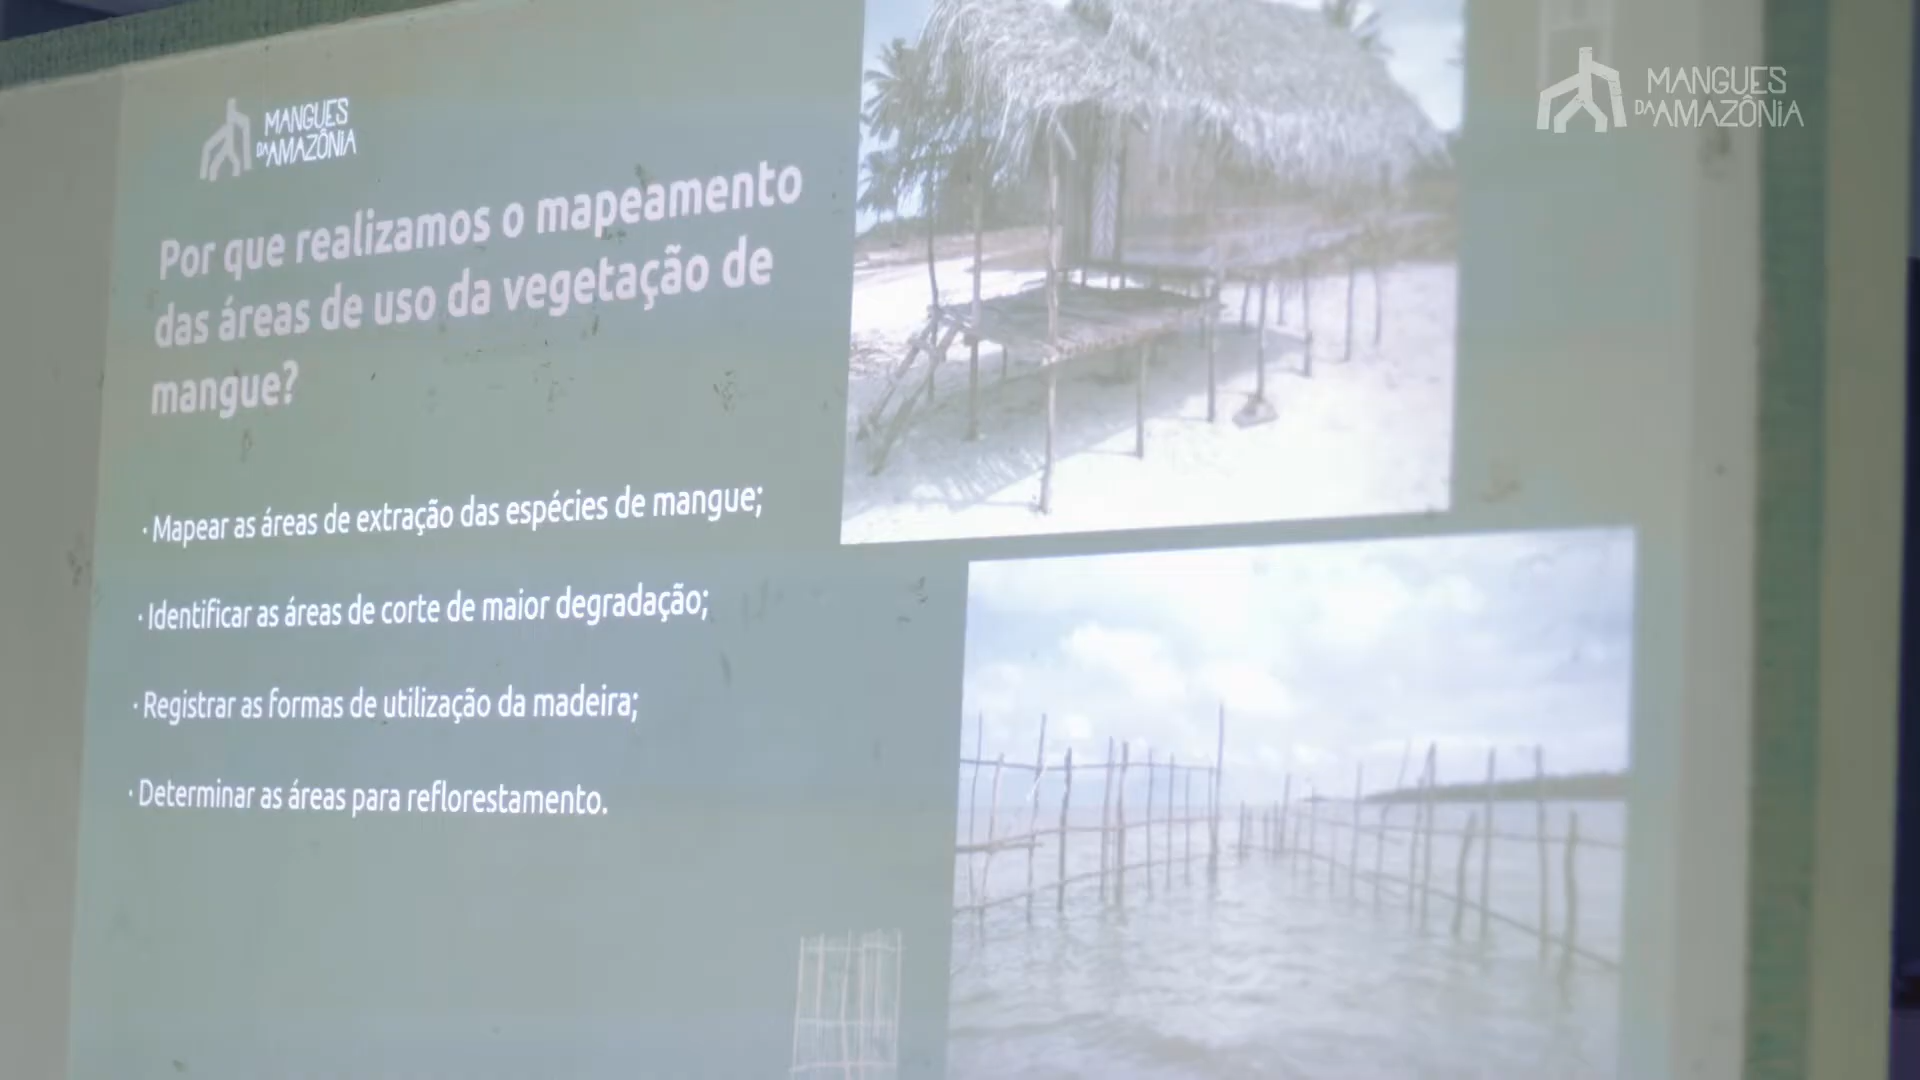 MANGUES
DA AMAZÔNIA
Por que realizamos o mapeamento
das áreas de uso da vegetação de
mangue?
· Mapear as áreas de extração das espécies de mangue;
· Identificar as áreas de corte de maior degradação;
· Registrar as formas de utilização da madeira;
· Determinar as áreas para reflorestamento.
MANGUES
DA AMAZÔNIA